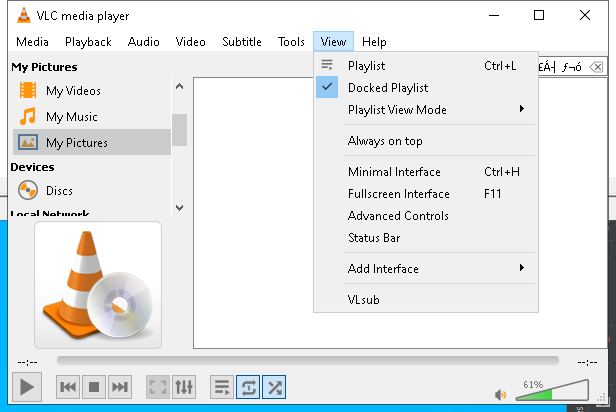 VLC media player
Media Playback Audio Video Subtitle Tools View Help
My Pictures
My Videos
My Music
My Pictures
Devices
Discs
Local Network
Playlist Ctrl+L
Docked Playlist
Playlist View Mode
Always on top
Minimal Interface Ctrl+H
Fullscreen Interface F11
Advanced Controls
Status Bar
Add Interface
VLsub
--:--
--:--
61%